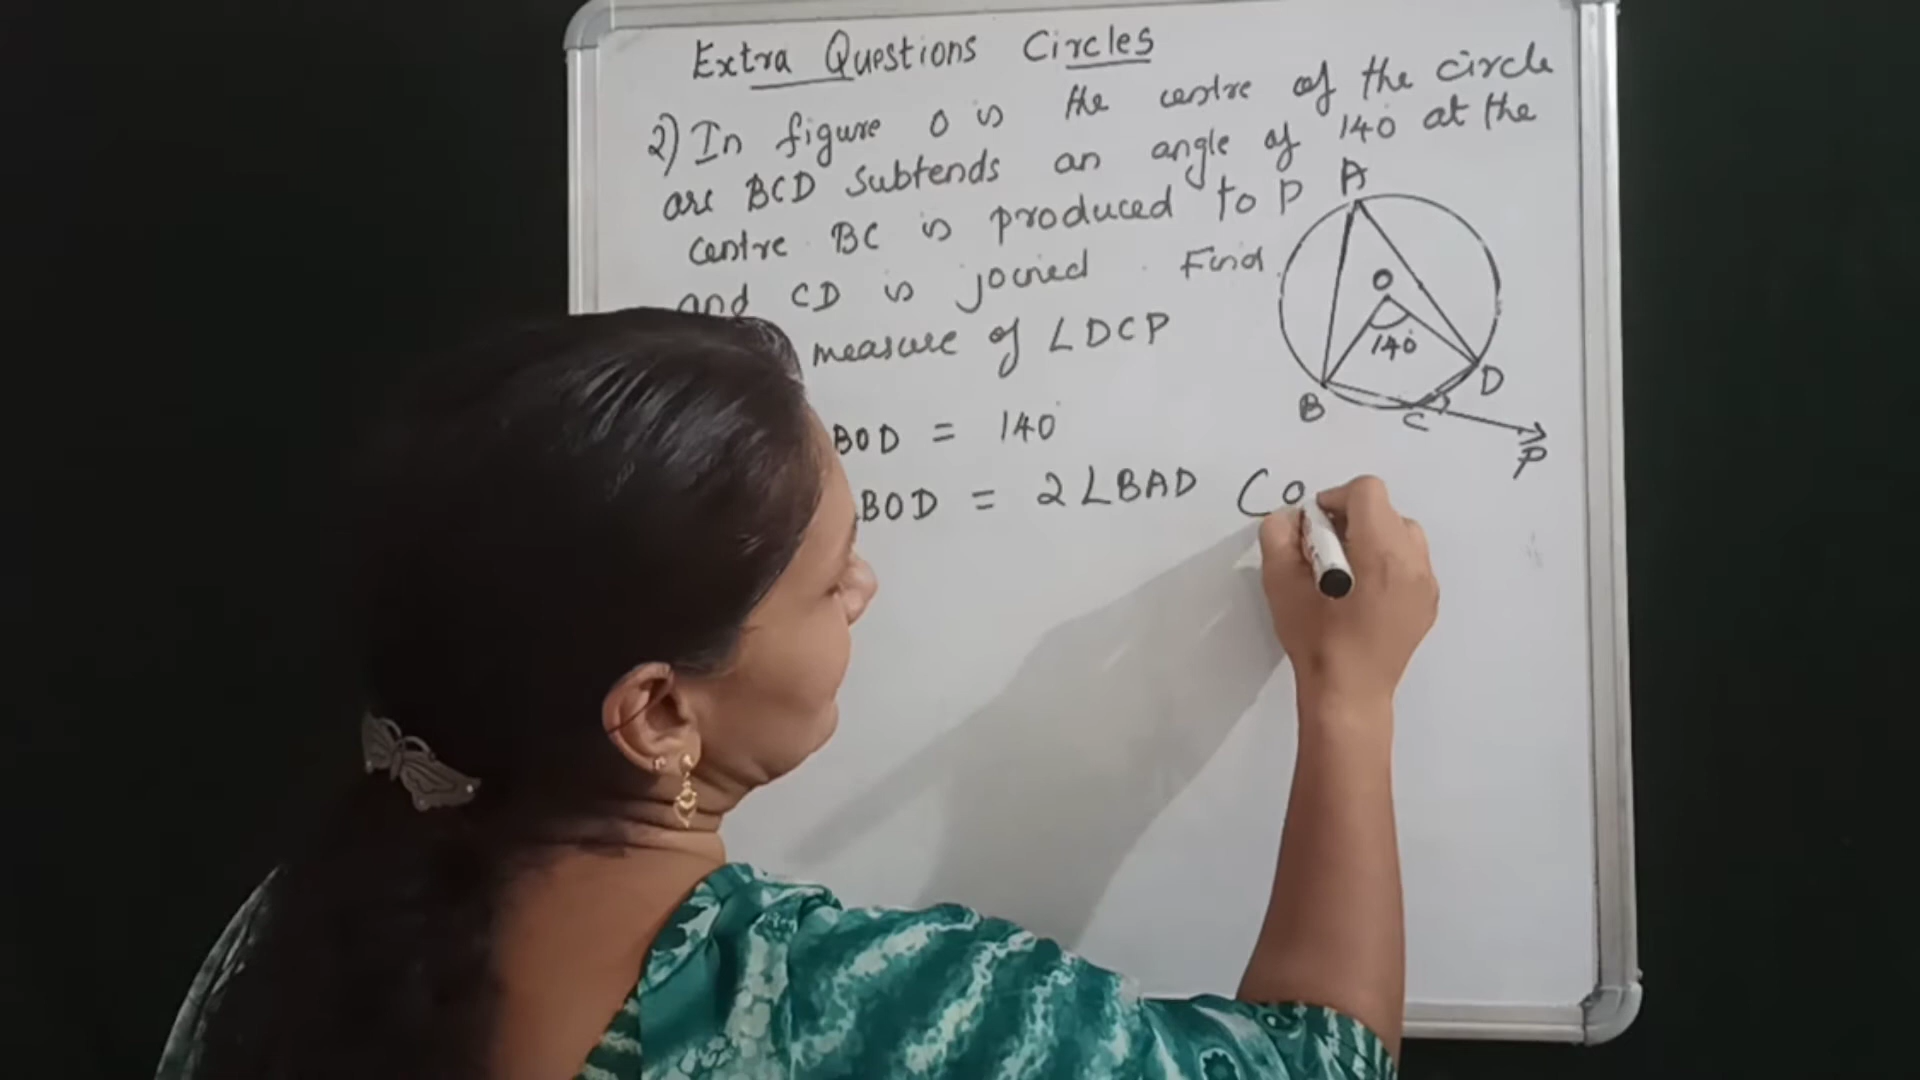 Extra Questions Circles
2) In figure O is the centre of the circle
arc BCD Subtends an angle of 140° at the
centre. BC is produced to P
and CD is joined. Find
measure of ∠DCP
BOD = 140°
∠BOD = 2∠BAD (O
A
O
140°
B
C
D
P